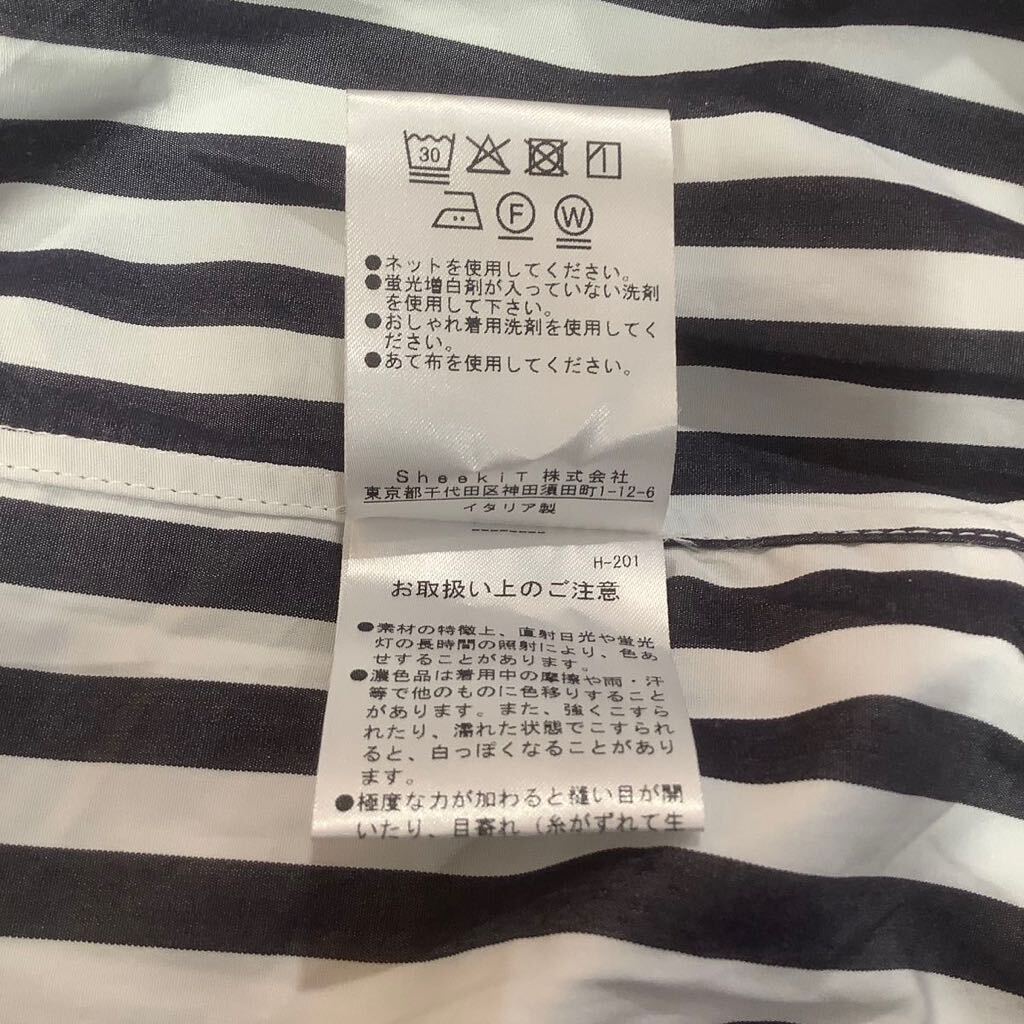 30
F W
●ネットを使用してください。
●蛍光増白剤が入っていない洗剤
を使用して下さい。
●おしゃれ着用洗剤を使用してく
ださい。
●あて布を使用してください。
SheekiT 株式会社
東京都千代田区神田須田町1-12-6
イタリア製
--------
H-201
お取扱い上のご注意
●素材の特徴上、直射日光や蛍光
灯の長時間の照射により、色あ
せすることがあります。
●濃色品は着用中の摩擦や雨・汗
等で他のものに色移りすること
があります。また、強くこすら
れたり、濡れた状態でこすられ
ると、白っぽくなることがあり
ます。
●極度な力が加わると縫い目が開
いたり、目寄れ（糸がずれて生